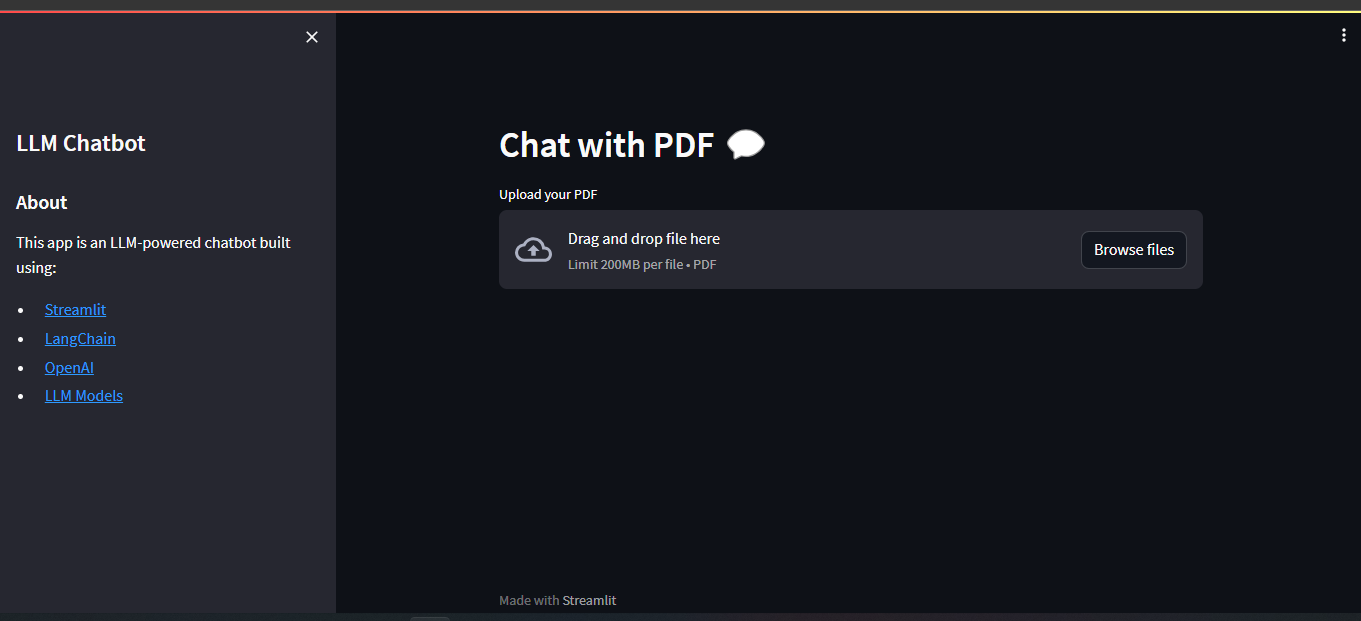 LLM Chatbot
About
This app is an LLM-powered chatbot built
using:
Streamlit
LangChain
OpenAI
LLM Models
Chat with PDF
Upload your PDF
Drag and drop file here
Limit 200MB per file • PDF
Browse files
Made with Streamlit